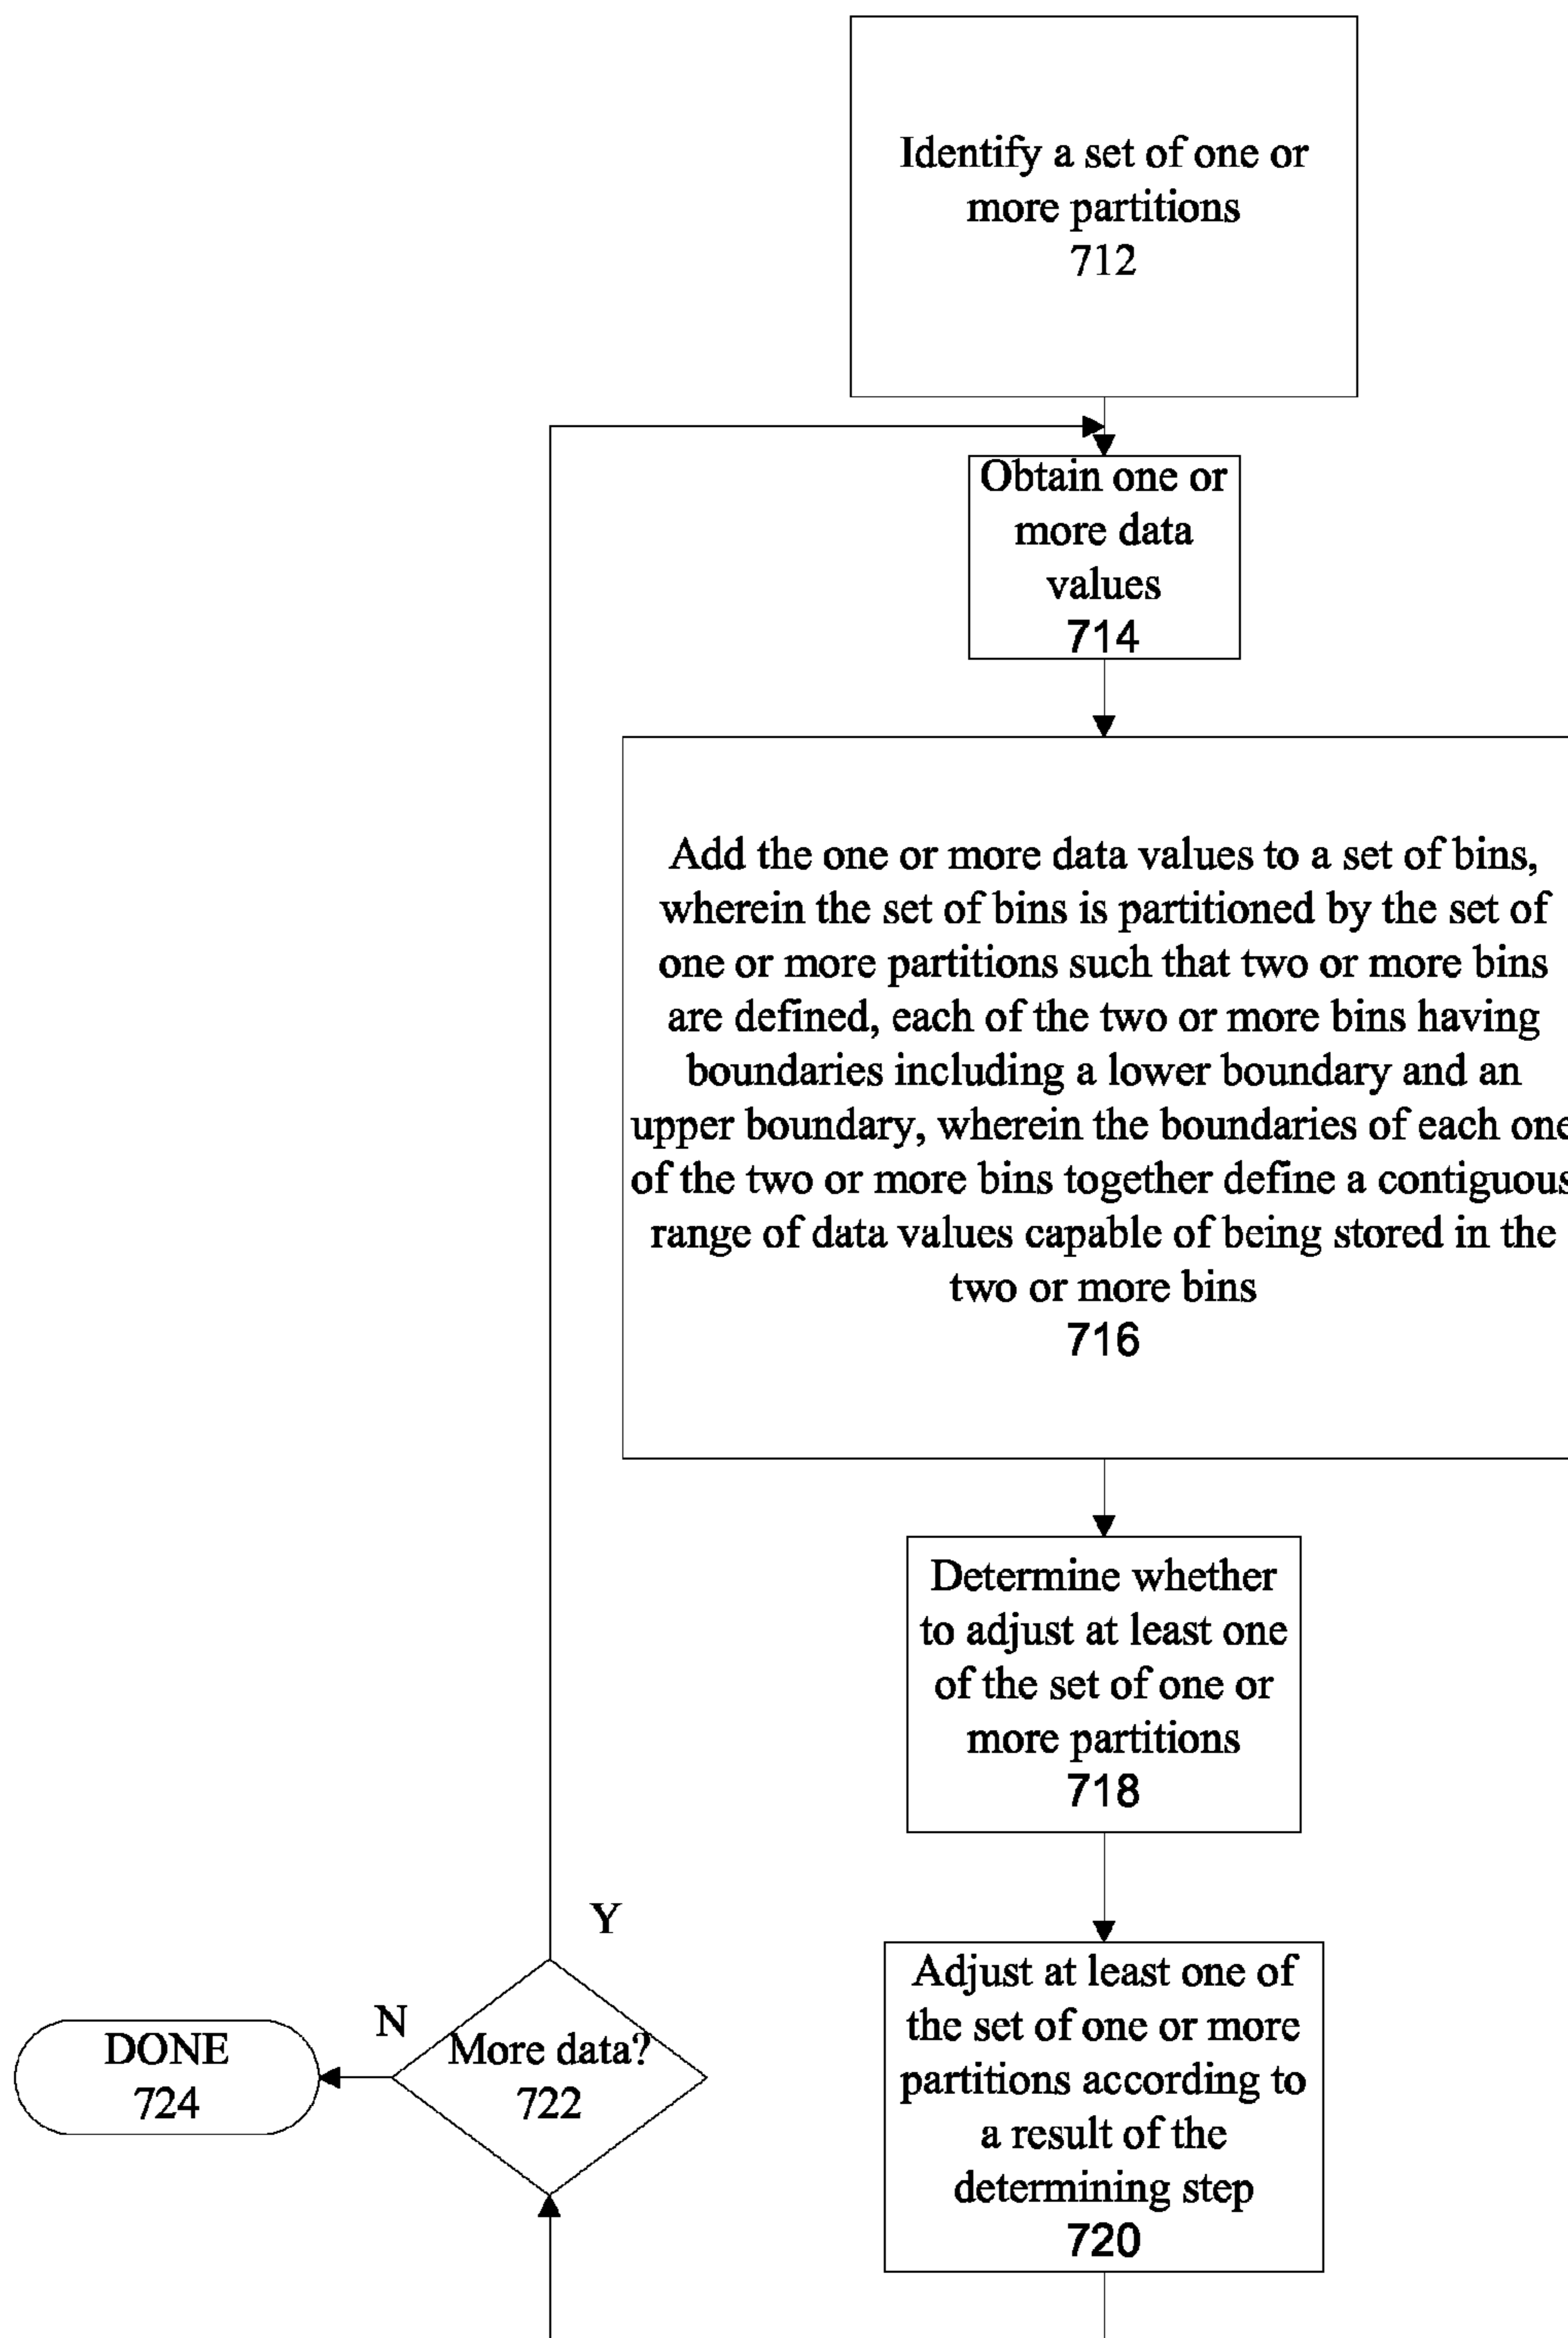 Identify a set of one or
more partitions
712
Obtain one or
more data
values
714
Add the one or more data values to a set of bins,
wherein the set of bins is partitioned by the set of
one or more partitions such that two or more bins
are defined, each of the two or more bins having
boundaries including a lower boundary and an
upper boundary, wherein the boundaries of each one
of the two or more bins together define a contiguous
range of data values capable of being stored in the
two or more bins
716
Determine whether
to adjust at least one
of the set of one or
more partitions
718
Y
N
More data?
722
DONE
724
Adjust at least one of
the set of one or more
partitions according to
a result of the
determining step
720